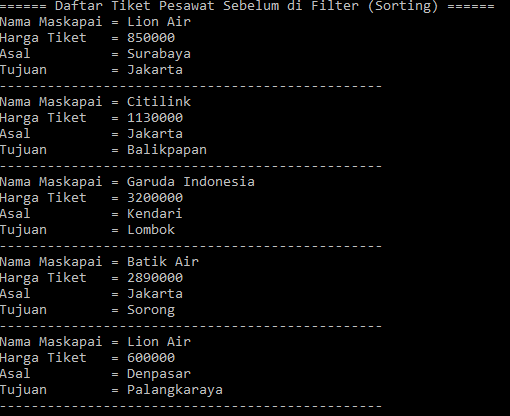 ====== Daftar Tiket Pesawat Sebelum di Filter (Sorting) ======
Nama Maskapai = Lion Air
Harga Tiket   = 850000
Asal          = Surabaya
Tujuan        = Jakarta
------------------------------------------------
Nama Maskapai = Citilink
Harga Tiket   = 1130000
Asal          = Jakarta
Tujuan        = Balikpapan
------------------------------------------------
Nama Maskapai = Garuda Indonesia
Harga Tiket   = 3200000
Asal          = Kendari
Tujuan        = Lombok
------------------------------------------------
Nama Maskapai = Batik Air
Harga Tiket   = 2890000
Asal          = Jakarta
Tujuan        = Sorong
------------------------------------------------
Nama Maskapai = Lion Air
Harga Tiket   = 600000
Asal          = Denpasar
Tujuan        = Palangkaraya
------------------------------------------------